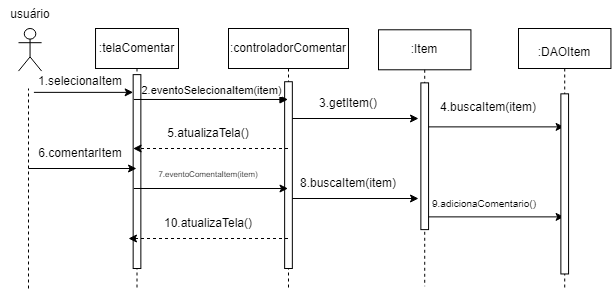 usuário
:telaComentar
:controladorComentar
:Item
:DAOItem
1.selecionaItem
2.eventoSelecionaItem(item)
3.getItem()
4.buscaItem(item)
5.atualizaTela()
6.comentarItem
7.eventoComentaItem(item)
8.buscaItem(item)
9.adicionaComentario()
10.atualizaTela()